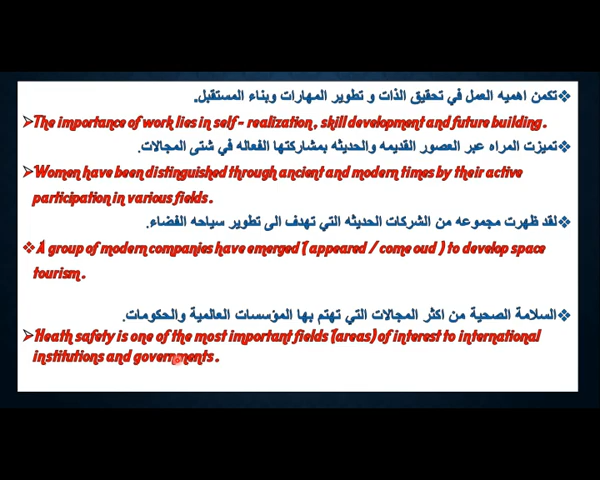 ❖تكمن اهميه العمل في تحقيق الذات و تطوير المهارات وبناء المستقبل.
➢The importance of work lies in self - realization , skill development and future building .
❖تميزت المراه عبر العصور القديمه والحديثه بمشاركتها الفعاله في شتى المجالات.
➢Women have been distinguished through ancient and modern times by their active
participation in various fields .
❖لقد ظهرت مجموعه من الشركات الحديثه التي تهدف الى تطوير سياحه الفضاء.
❖A group of modern companies have emerged ( appeared / come oud ) to develop space
tourism .
❖السلامة الصحية من اكثر المجالات التي تهتم بها المؤسسات العالمية والحكومات.
➢Heath safety is one of the most important fields (areas) of interest to international
institutions and governments .